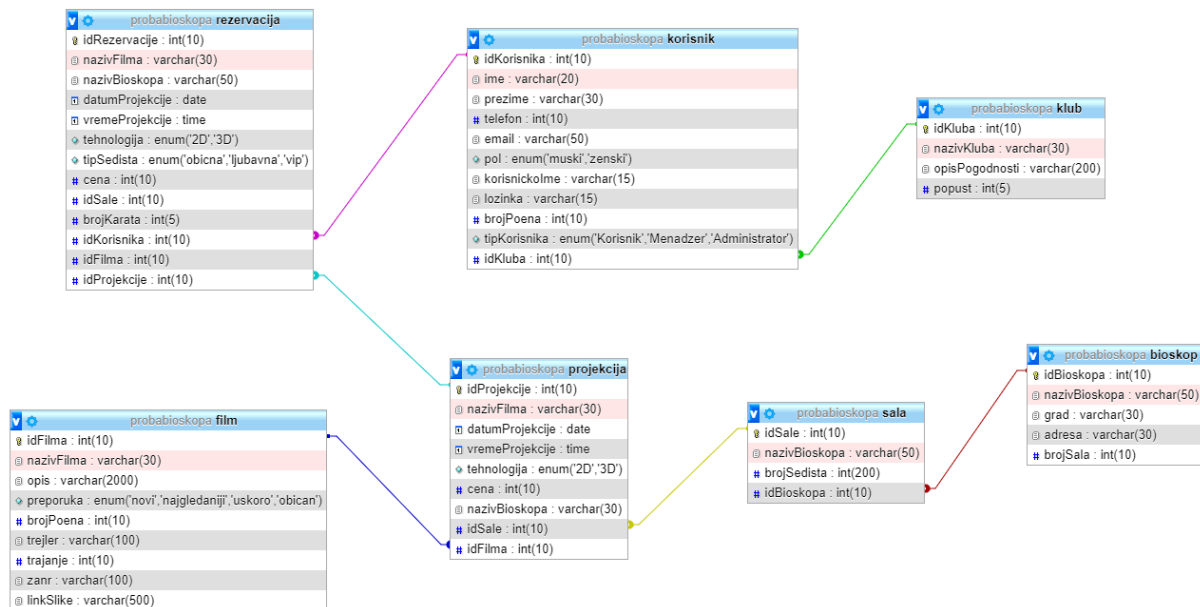 probabioskopa rezervacija
idRezervacije : int(10)
nazivFilma : varchar(30)
nazivBioskopa : varchar(50)
datumProjekcije : date
vremeProjekcije : time
tehnologija : enum('2D','3D')
tipSedista : enum('obicna','ljubavna','vip')
cena : int(10)
idSale : int(10)
brojKarata : int(5)
idKorisnika : int(10)
idFilma : int(10)
idProjekcije : int(10)
probabioskopa korisnik
idKorisnika : int(10)
ime : varchar(20)
prezime : varchar(30)
telefon : int(10)
email : varchar(50)
pol : enum('muski','zenski')
korisnickoIme : varchar(15)
lozinka : varchar(15)
brojPoena : int(10)
tipKorisnika : enum('Korisnik','Menadzer','Administrator')
idKluba : int(10)
probabioskopa klub
idKluba : int(10)
nazivKluba : varchar(30)
opisPogodnosti : varchar(200)
popust : int(5)
probabioskopa film
idFilma : int(10)
nazivFilma : varchar(30)
opis : varchar(2000)
preporuka : enum('novi','najgledaniji','uskoro','obican')
brojPoena : int(10)
trejler : varchar(100)
trajanje : int(10)
zanr : varchar(100)
linkSlike : varchar(500)
probabioskopa projekcija
idProjekcije : int(10)
nazivFilma : varchar(30)
datumProjekcije : date
vremeProjekcije : time
tehnologija : enum('2D','3D')
cena : int(10)
nazivBioskopa : varchar(30)
idSale : int(10)
idFilma : int(10)
probabioskopa sala
idSale : int(10)
nazivBioskopa : varchar(50)
brojSedista : int(200)
idBioskopa : int(10)
probabioskopa bioskop
idBioskopa : int(10)
nazivBioskopa : varchar(50)
grad : varchar(30)
adresa : varchar(30)
brojSala : int(10)